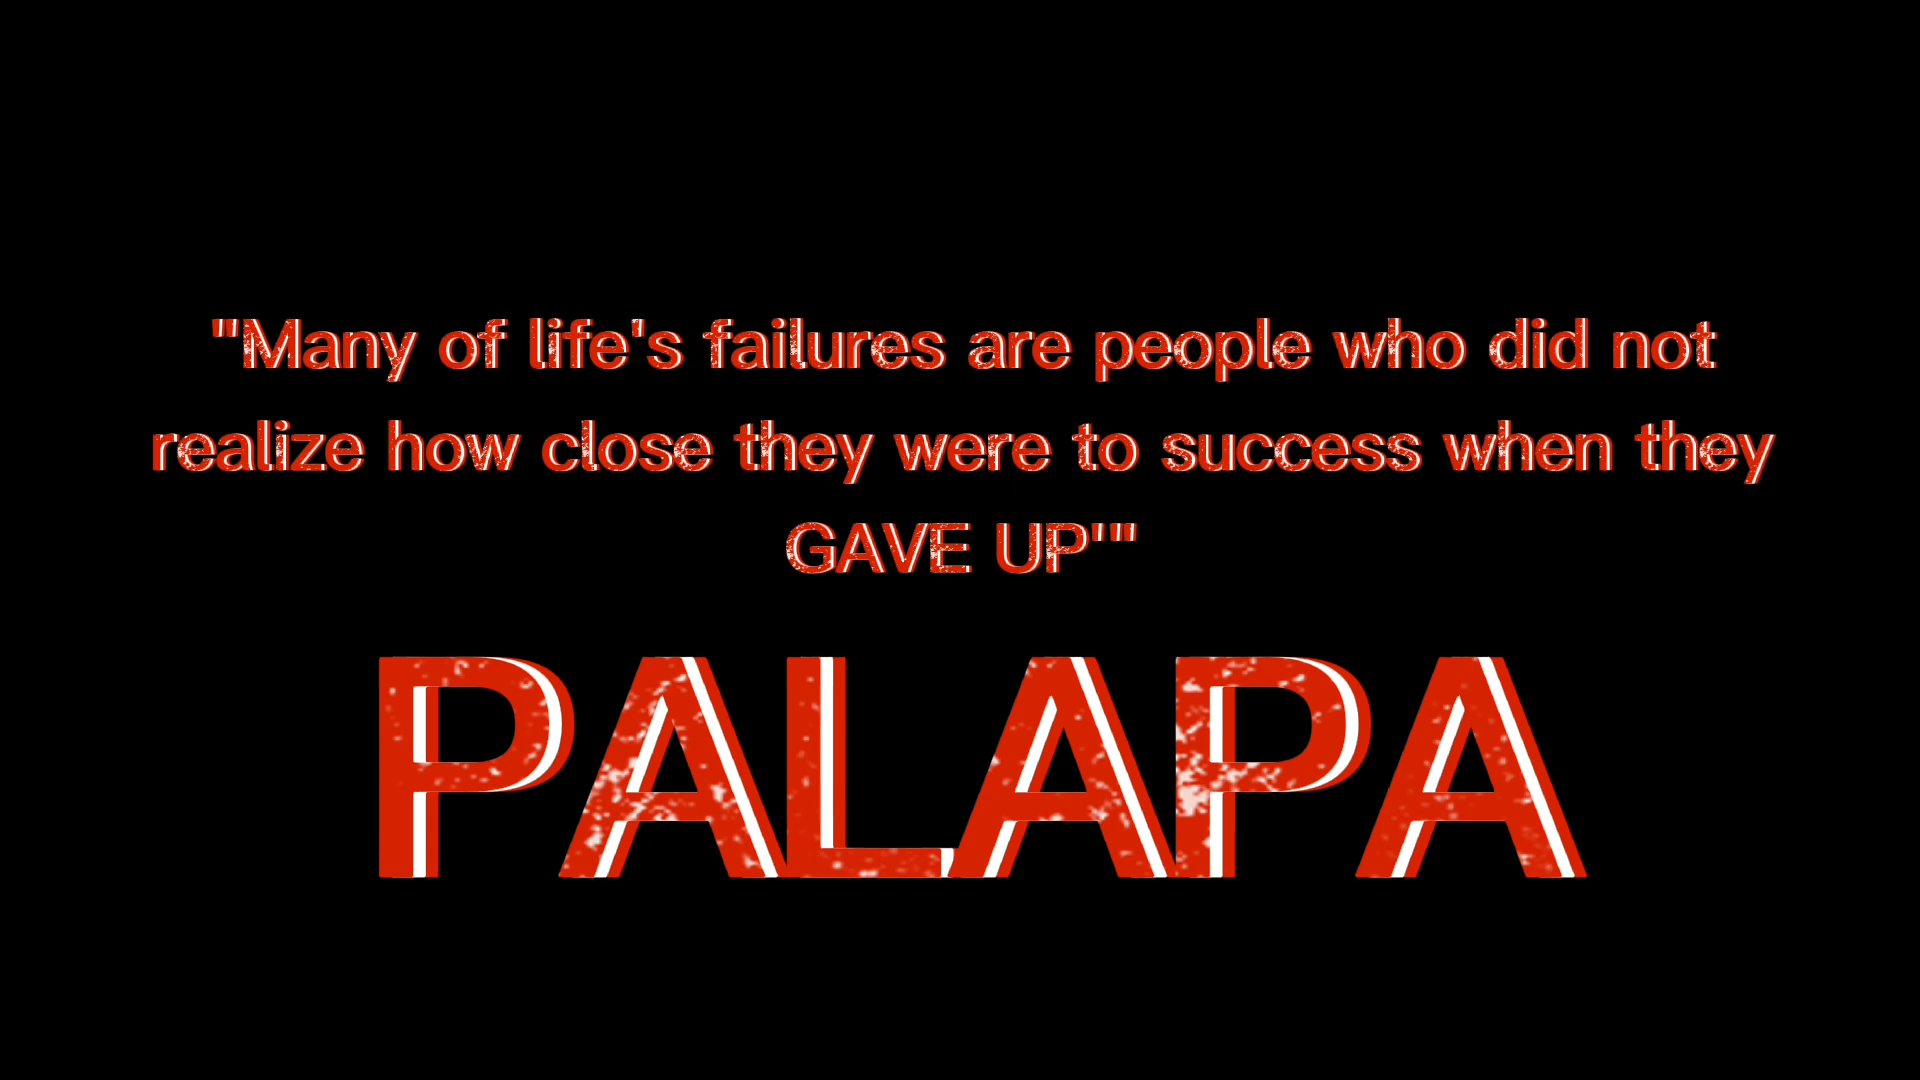 "Many of life's failures are people who did not
realize how close they were to success when they
GAVE UP'"
PALAPA